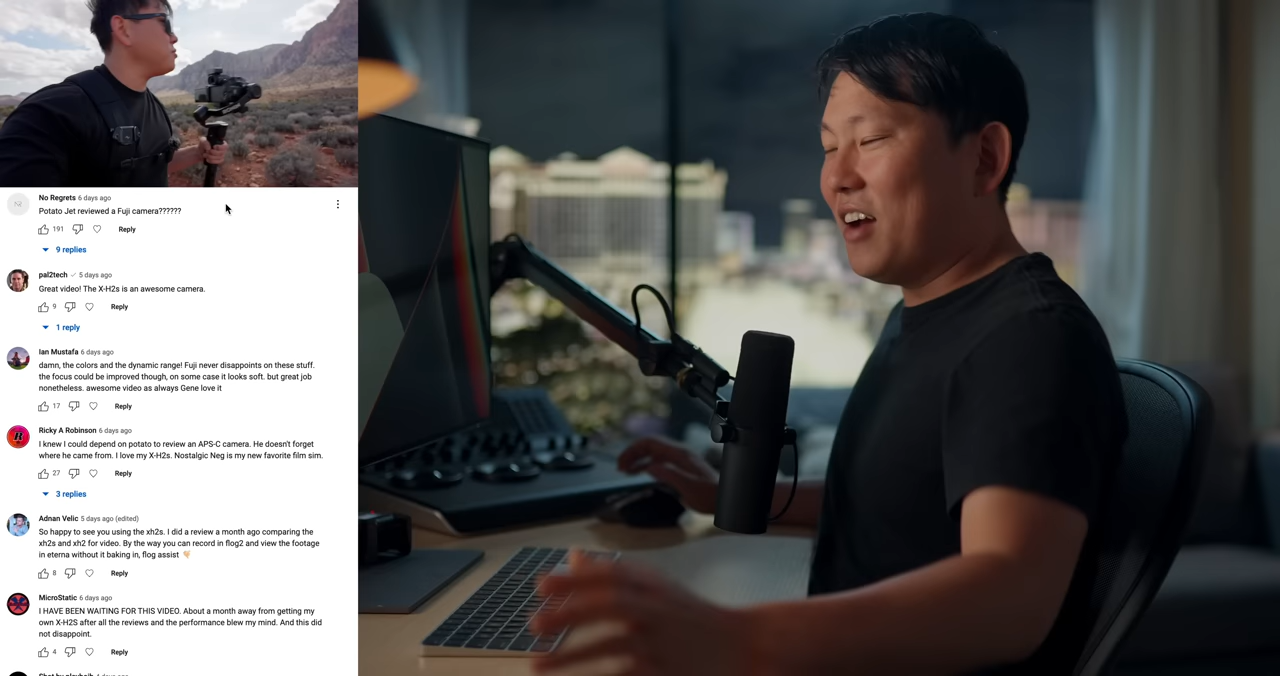 No Regrets 6 days ago
Potato Jet reviewed a Fuji camera??????
191 Reply
9 replies
pal2tech 5 days ago
Great video! The X-H2s is an awesome camera.
9 Reply
1 reply
Ian Mustafa 6 days ago
damn, the colors and the dynamic range! Fuji never disappoints on these stuff.
the focus could be improved though, on some case it looks soft. but great job
nonetheless. awesome video as always Gene love it
17 Reply
Ricky A Robinson 6 days ago
I knew I could depend on potato to review an APS-C camera. He doesn't forget
where he came from. I love my X-H2s. Nostalgic Neg is my new favorite film sim.
27 Reply
3 replies
Adnan Velic 5 days ago (edited)
So happy to see you using the xh2s. I did a review a month ago comparing the
xh2s and xh2 for video. By the way you can record in flog2 and view the footage
in eterna without it baking in, flog assist
8 Reply
MicroStatic 6 days ago
I HAVE BEEN WAITING FOR THIS VIDEO. About a month away from getting my
own X-H2S after all the reviews and the performance blew my mind. And this did
not disappoint.
4 Reply